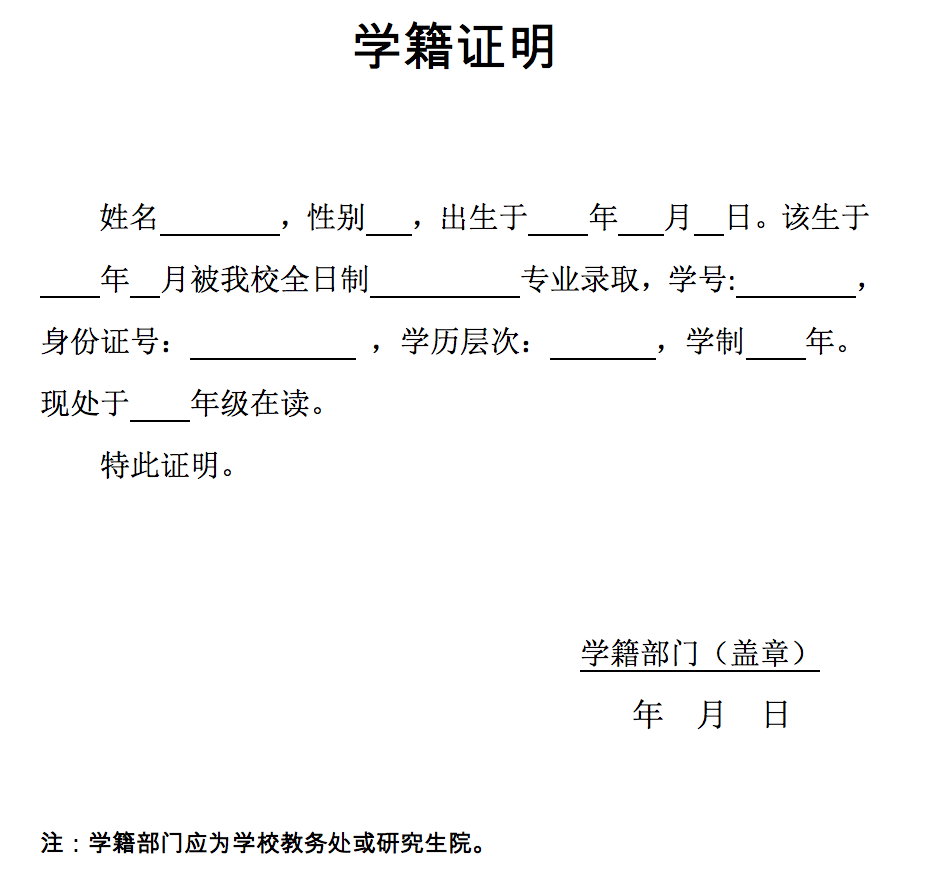 学籍证明
姓名________，性别___，出生于____年___月__日。该生于
____年__月被我校全日制__________专业录取，学号:________，
身份证号：___________ ，学历层次：_______，学制____年。
现处于____年级在读。
特此证明。
学籍部门（盖章）
年 月 日
注：学籍部门应为学校教务处或研究生院。